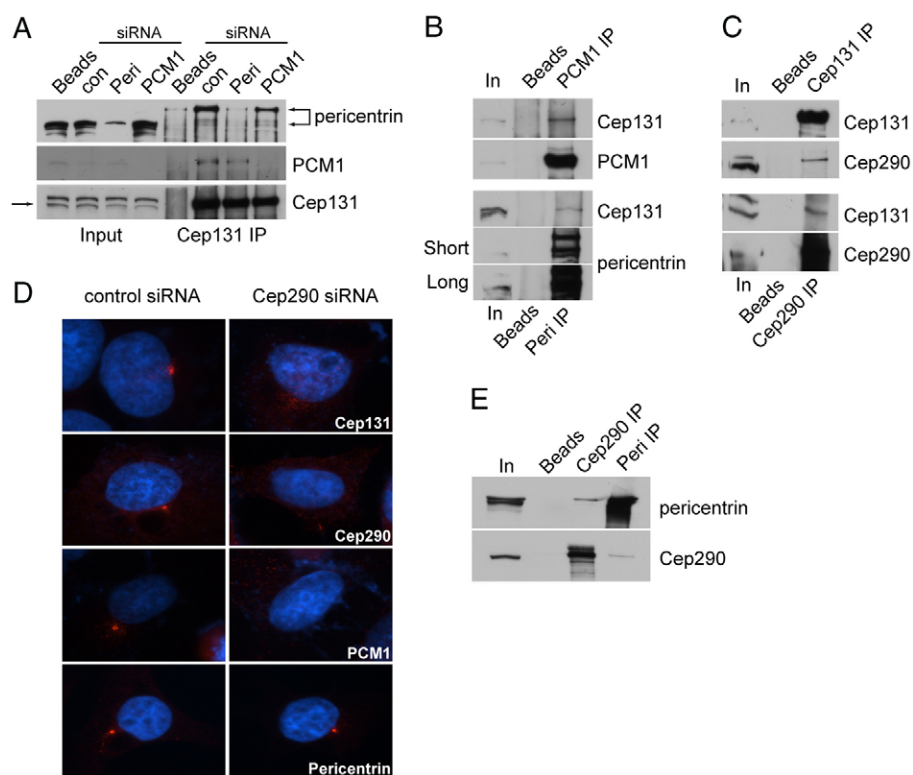 A
siRNA
siRNA
Beads
con
Peri
PCM1
Beads
con
Peri
PCM1
pericentrin
PCM1
Cep131
Input
Cep131 IP
B
In
Beads
PCM1 IP
Cep131
PCM1
Cep131
Short
pericentrin
Long
In
Beads
Peri IP
C
In
Beads
Cep131 IP
Cep131
Cep290
Cep131
Cep290
In
Beads
Cep290 IP
D
control siRNA
Cep290 siRNA
Cep131
Cep290
PCM1
Pericentrin
E
In
Beads
Cep290 IP
Peri IP
pericentrin
Cep290